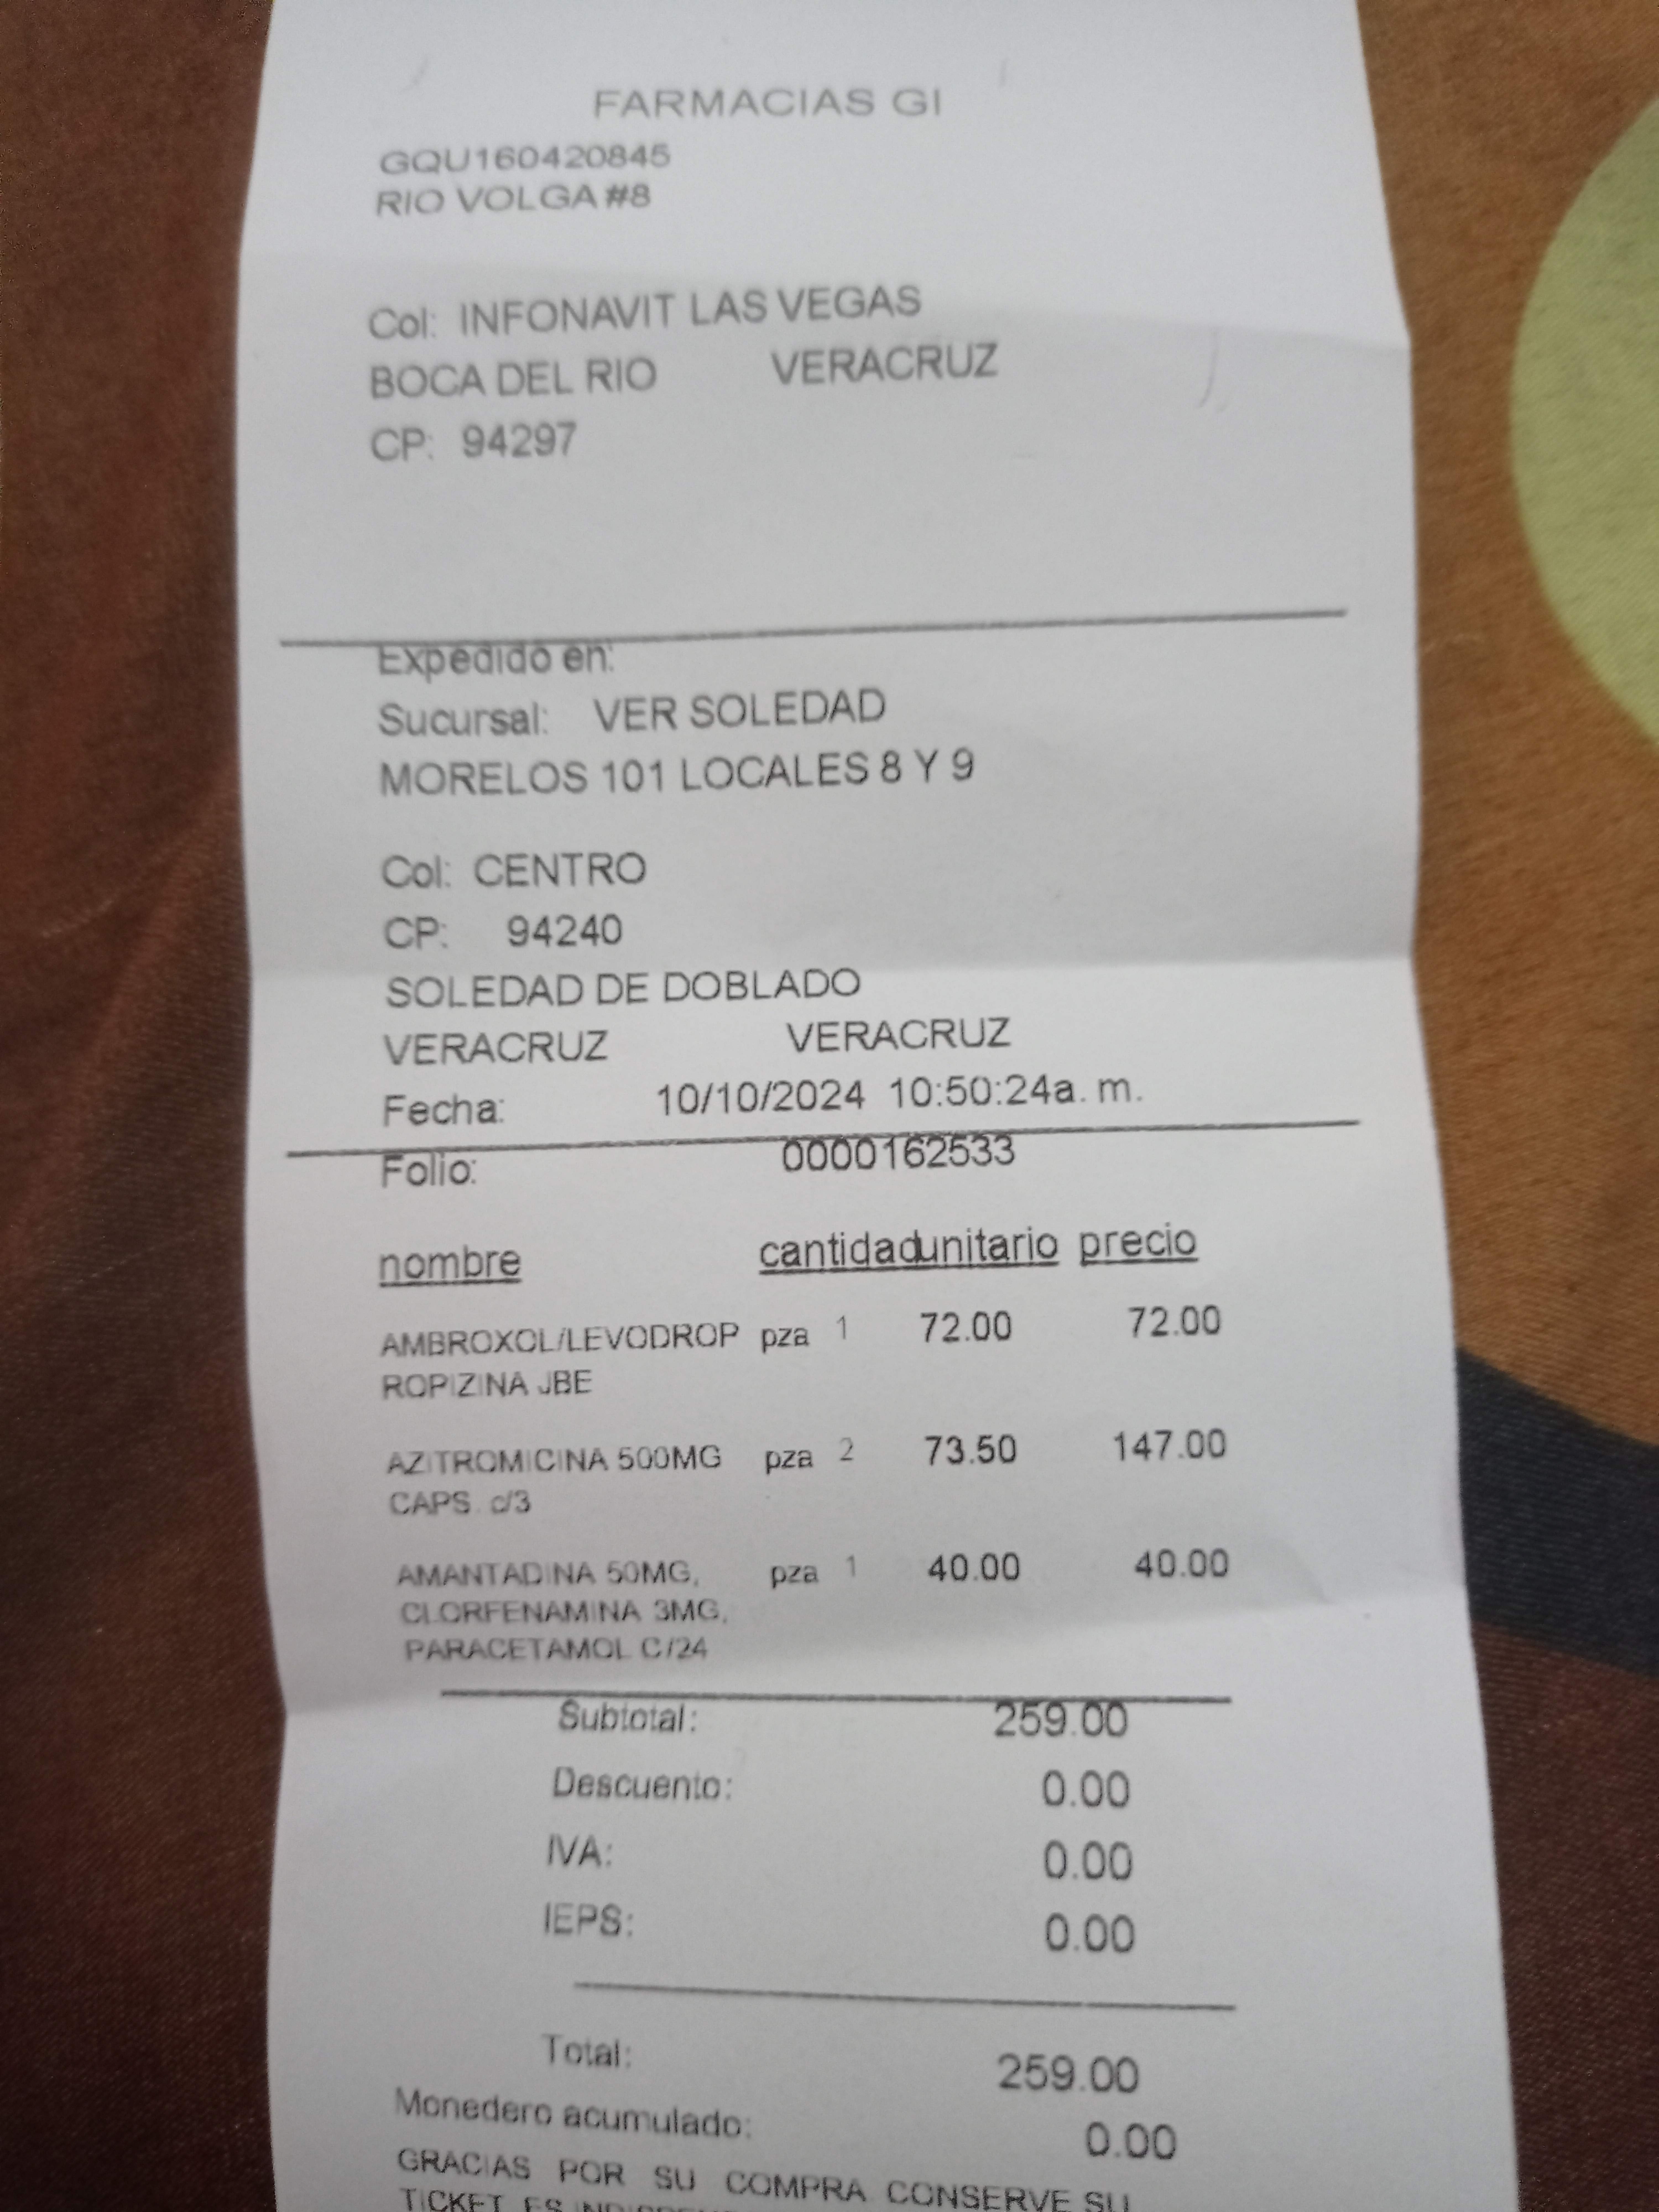 FARMACIAS GI
GQU160420845
RIO VOLGA #8
Col: INFONAVIT LAS VEGAS
BOCA DEL RIO VERACRUZ
CP: 94297
Expedido en:
Sucursal: VER SOLEDAD
MORELOS 101 LOCALES 8 Y 9
Col: CENTRO
CP: 94240
SOLEDAD DE DOBLADO
VERACRUZ VERACRUZ
Fecha: 10/10/2024 10:50:24a. m.
Folio: 0000162533
nombre cantidadunitario precio
AMBROXOL/LEVODROP pza 1 72.00 72.00
ROPIZINA JBE
AZITROMICINA 500MG pza 2 73.50 147.00
CAPS. c/3
AMANTADINA 50MG, pza 1 40.00 40.00
CLORFENAMINA 3MG,
PARACETAMOL C/24
Subtotal: 259.00
Descuento: 0.00
IVA: 0.00
IEPS: 0.00
Total: 259.00
Monedero acumulado: 0.00
GRACIAS POR SU COMPRA CONSERVE SU
TICKET ES